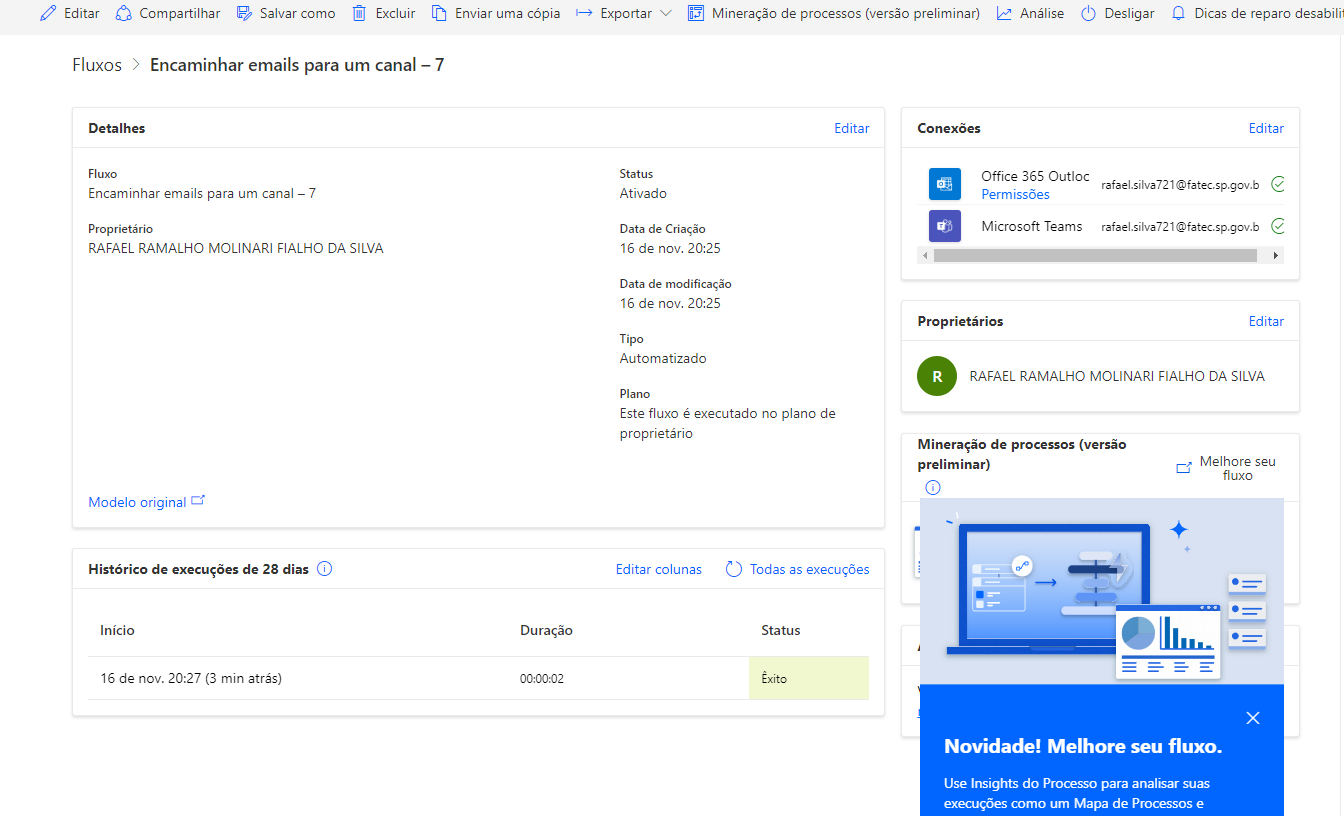 Editar Compartilhar Salvar como Excluir Enviar uma cópia Exportar Mineração de processos (versão preliminar) Análise Desligar Dicas de reparo
Fluxos > Encaminhar emails para um canal – 7
Detalhes Editar
Fluxo
Encaminhar emails para um canal – 7
Proprietário
RAFAEL RAMALHO MOLINARI FIALHO DA SILVA
Status
Ativado
Data de Criação
16 de nov. 20:25
Data de modificação
16 de nov. 20:25
Tipo
Automatizado
Plano
Este fluxo é executado no plano de
proprietário
Modelo original
Histórico de execuções de 28 dias Editar colunas Todas as execuções
Início Duração Status
16 de nov. 20:27 (3 min atrás) 00:00:02 Êxito
Conexões Editar
Office 365 Outloc rafael.silva721@fatec.sp.gov.b
Permissões
Microsoft Teams rafael.silva721@fatec.sp.gov.b
Proprietários Editar
R RAFAEL RAMALHO MOLINARI FIALHO DA SILVA
Mineração de processos (versão
preliminar)
Melhore seu
fluxo
Novidade! Melhore seu fluxo.
Use Insights do Processo para analisar suas
execuções como um Mapa de Processos e